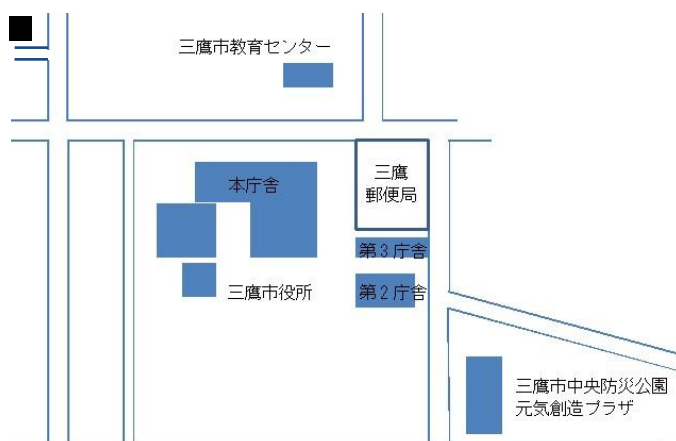 三鷹市教育センター
本庁舎
三鷹
郵便局
第3庁舎
三鷹市役所
第2庁舎
三鷹市中央防災公園
元気創造プラザ